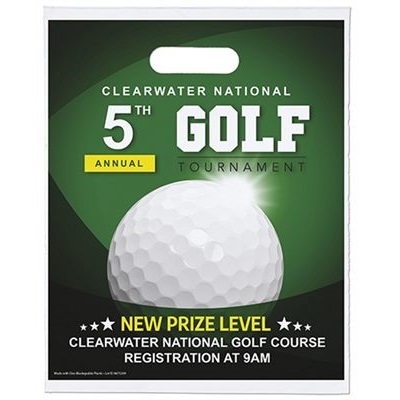 CLEARWATER NATIONAL
5TH GOLF
ANNUAL TOURNAMENT
NEW PRIZE LEVEL
CLEARWATER NATIONAL GOLF COURSE
REGISTRATION AT 9AM